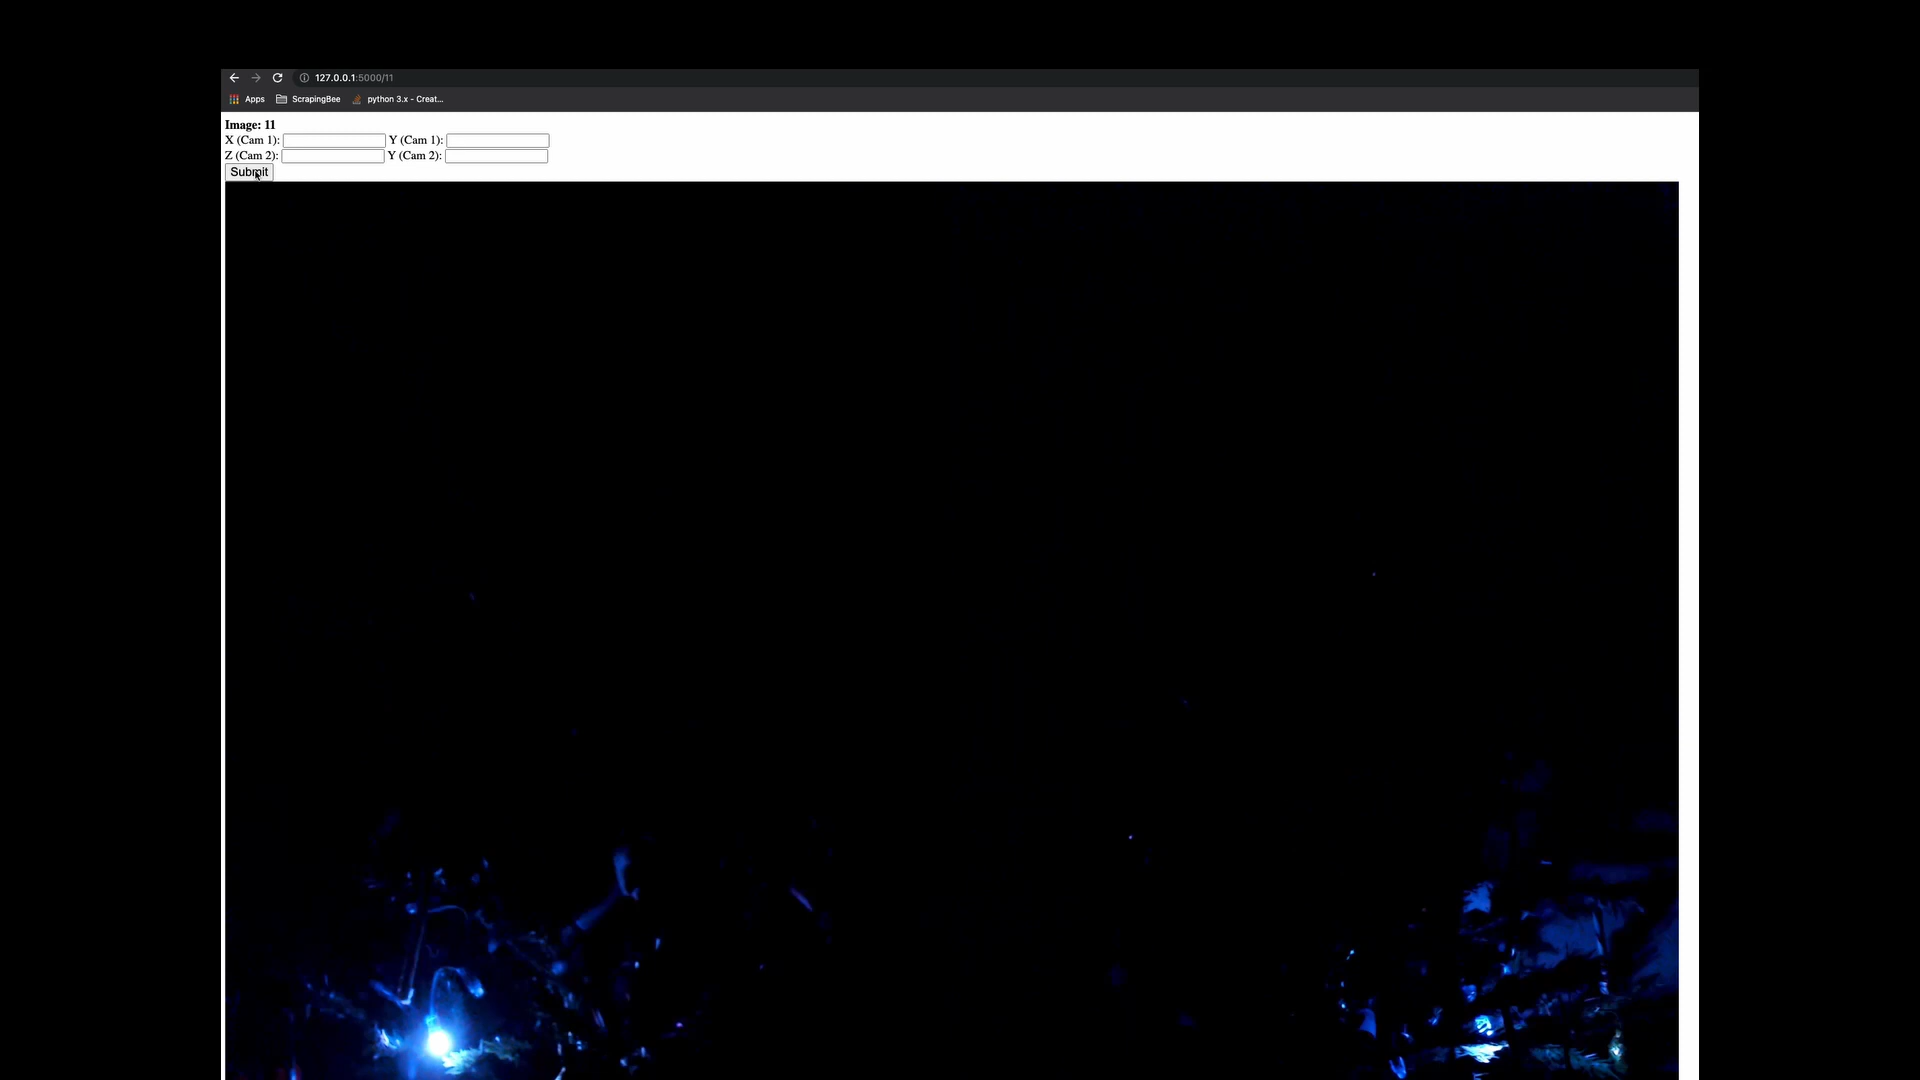 127.0.0.1:5000/11
Apps ScrapingBee python 3.x - Creat...
Image: 11
X (Cam 1): Y (Cam 1):
Z (Cam 2): Y (Cam 2):
Submit